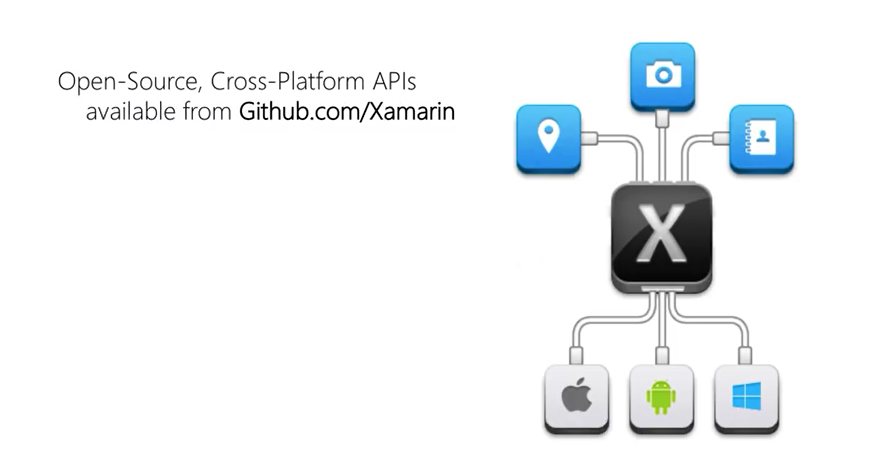 Open-Source, Cross-Platform APIs
available from Github.com/Xamarin
X